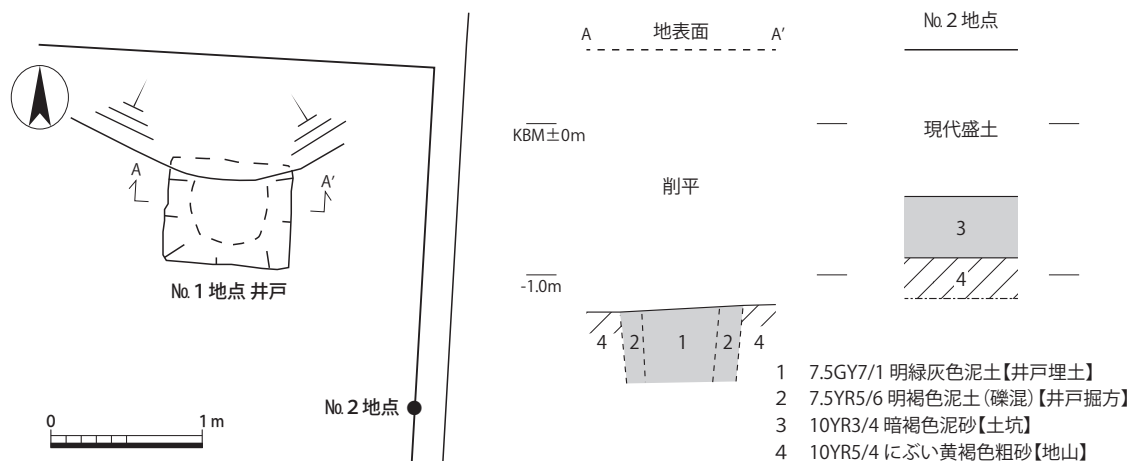 A
A'
No. 1 地点 井戸
No. 2 地点
0
1 m
A 地表面 A'
KBM±0m
削平
-1.0m
4 2 1 2 4
No. 2 地点
現代盛土
3
4
1 7.5GY7/1 明緑灰色泥土【井戸埋土】
2 7.5YR5/6 明褐色泥土(礫混)【井戸掘方】
3 10YR3/4 暗褐色泥砂【土坑】
4 10YR5/4 にぶい黄褐色粗砂【地山】